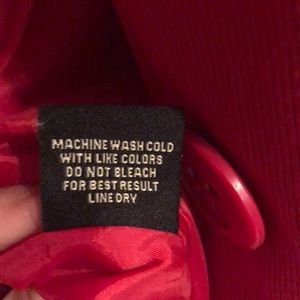 MACHINE WASH COLD
WITH LIKE COLORS
DO NOT BLEACH
FOR BEST RESULT
LINE DRY